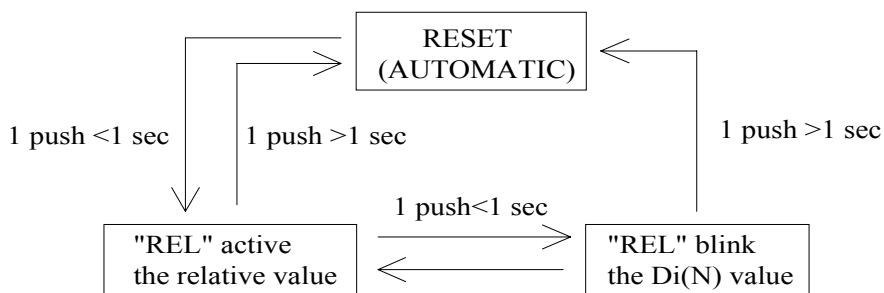 RESET
(AUTOMATIC)
1 push <1 sec
1 push >1 sec
1 push >1 sec
1 push<1 sec
"REL" active
the relative value
"REL" blink
the Di(N) value